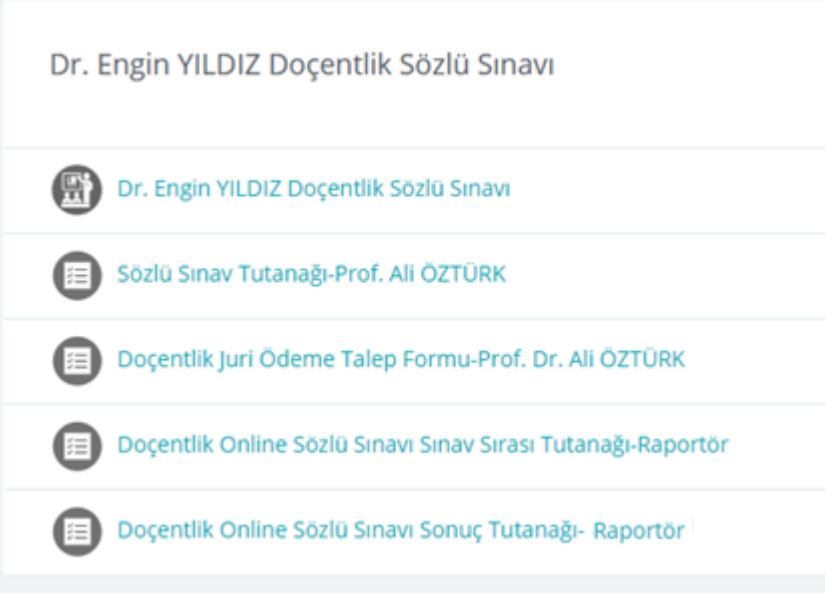 Dr. Engin YILDIZ Doçentlik Sözlü Sınavı
Dr. Engin YILDIZ Doçentlik Sözlü Sınavı
Sözlü Sınav Tutanağı-Prof. Ali ÖZTÜRK
Doçentlik Juri Ödeme Talep Formu-Prof. Dr. Ali ÖZTÜRK
Doçentlik Online Sözlü Sınavı Sınav Sırası Tutanağı-Raportör
Doçentlik Online Sözlü Sınavı Sonuç Tutanağı- Raportör